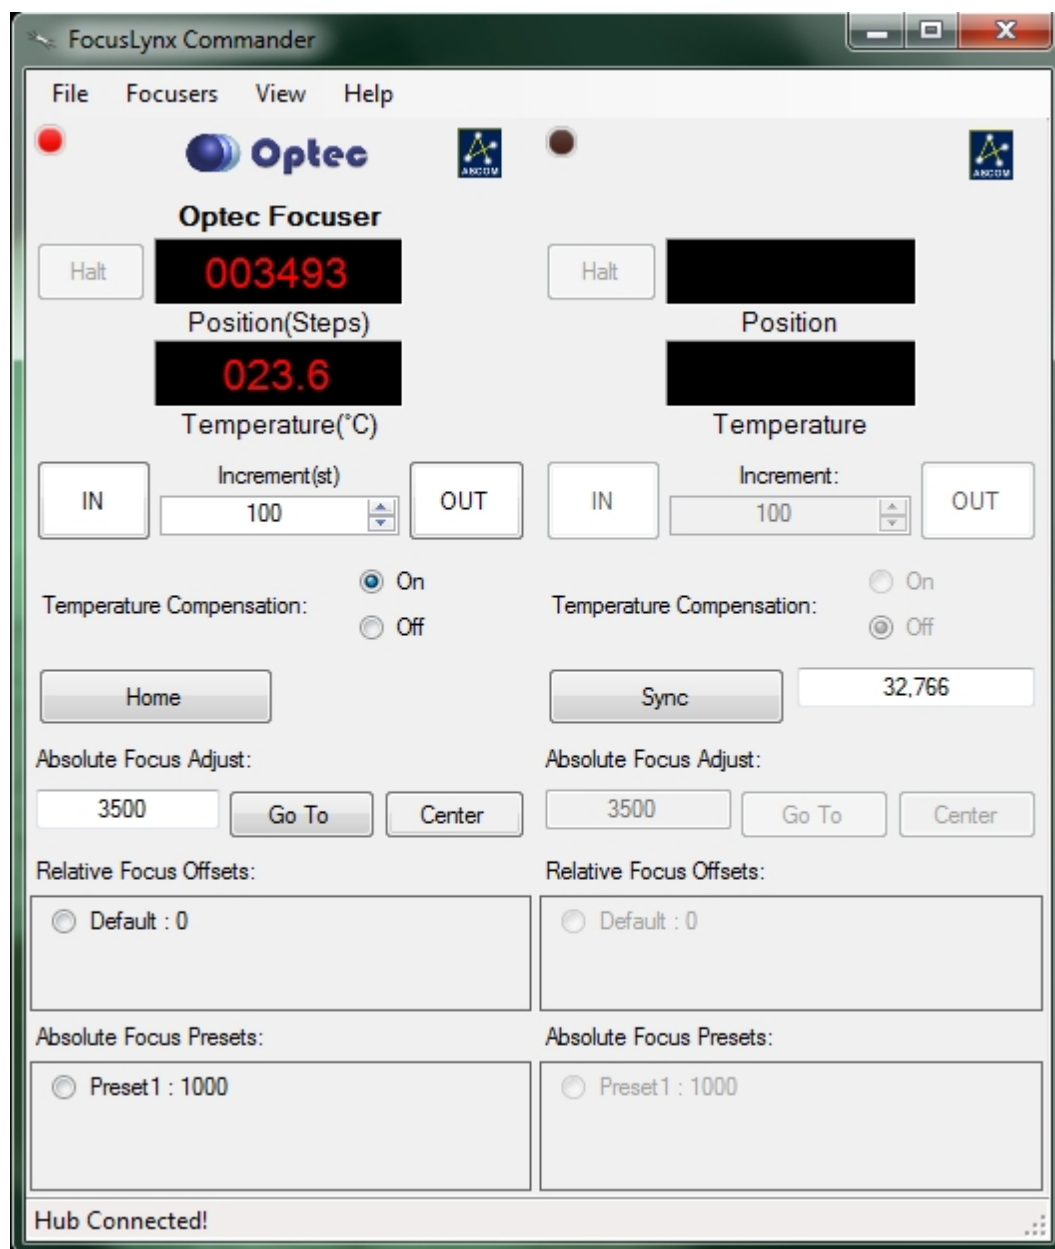 FocusLynx Commander
File Focusers View Help
Optec
ASCOM
ASCOM
Optec Focuser
Halt
003493
Halt
Position(Steps)
Position
023.6
Temperature(°C)
Temperature
IN
Increment(st)
100
OUT
IN
Increment:
100
OUT
Temperature Compensation:
On
Off
Temperature Compensation:
On
Off
Home
Sync
32,766
Absolute Focus Adjust:
Absolute Focus Adjust:
3500 Go To Center
3500 Go To Center
Relative Focus Offsets:
Relative Focus Offsets:
Default : 0
Default : 0
Absolute Focus Presets:
Absolute Focus Presets:
Preset1 : 1000
Preset1 : 1000
Hub Connected!